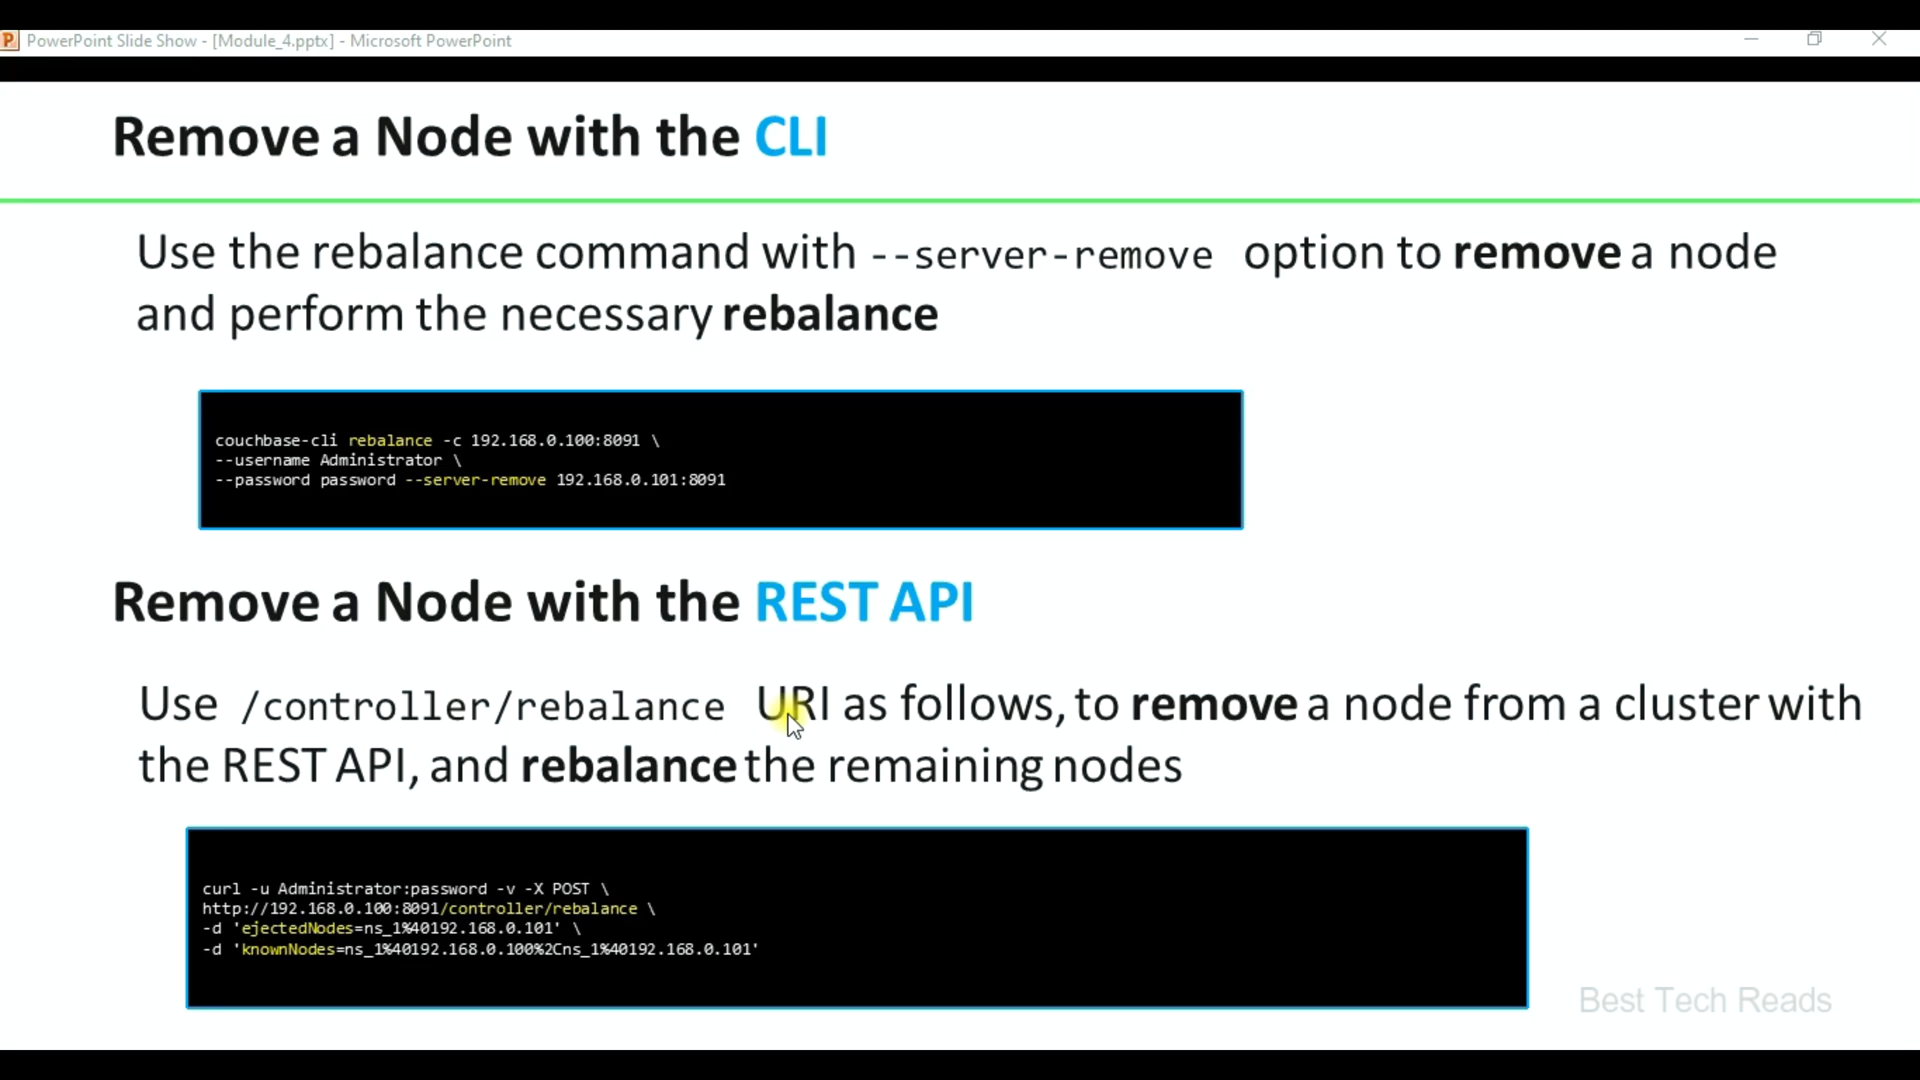 PowerPoint Slide Show - [Module_4.pptx] - Microsoft PowerPoint
Remove a Node with the CLI
Use the rebalance command with --server-remove option to remove a node
and perform the necessary rebalance
couchbase-cli rebalance -c 192.168.0.100:8091 \
--username Administrator \
--password password --server-remove 192.168.0.101:8091
Remove a Node with the REST API
Use /controller/rebalance URI as follows, to remove a node from a cluster with
the REST API, and rebalance the remaining nodes
curl -u Administrator:password -v -X POST \
http://192.168.0.100:8091/controller/rebalance \
-d 'ejectedNodes=ns_1%40192.168.0.101' \
-d 'knownNodes=ns_1%40192.168.0.100%2Cns_1%40192.168.0.101'
Best Tech Reads